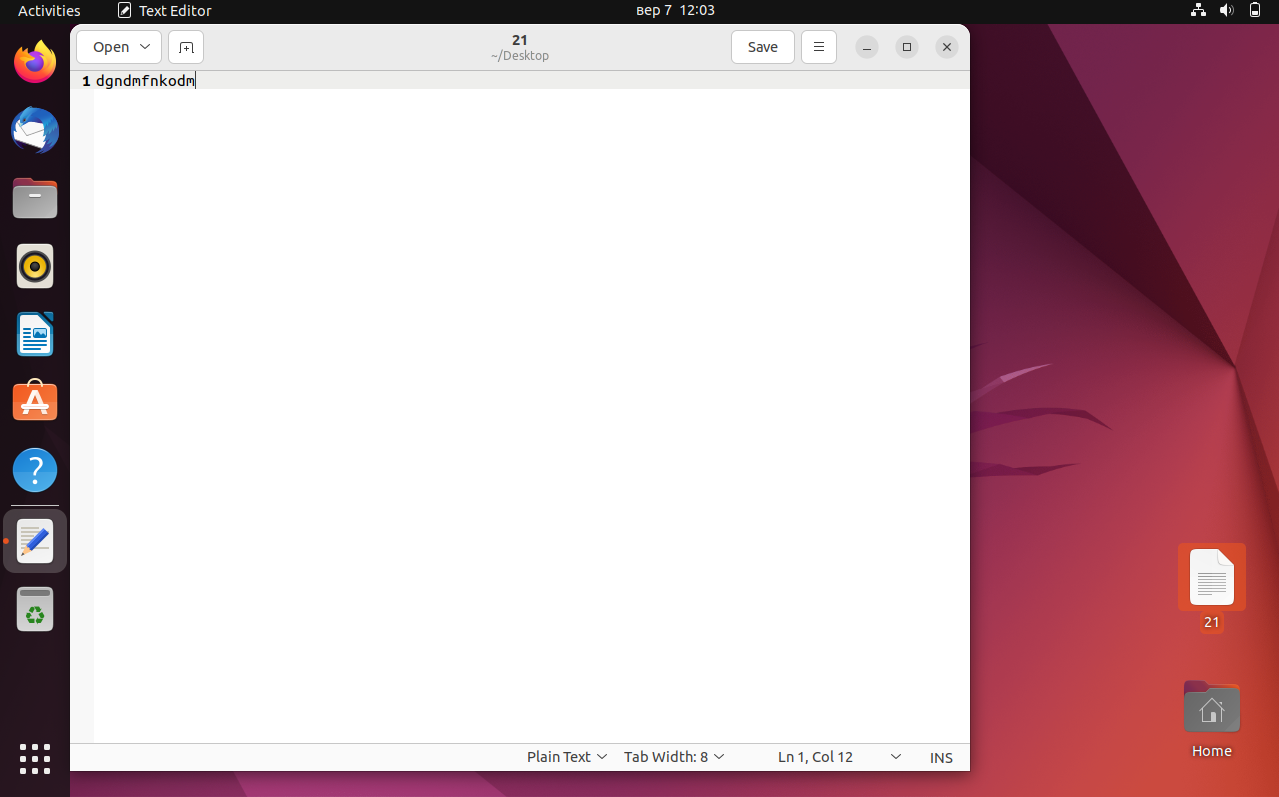 Activities
Text Editor
вер 7 12:03
Open
21
~/Desktop
Save
1 dgndmfnkodm
21
Home
Plain Text
Tab Width: 8
Ln 1, Col 12
INS